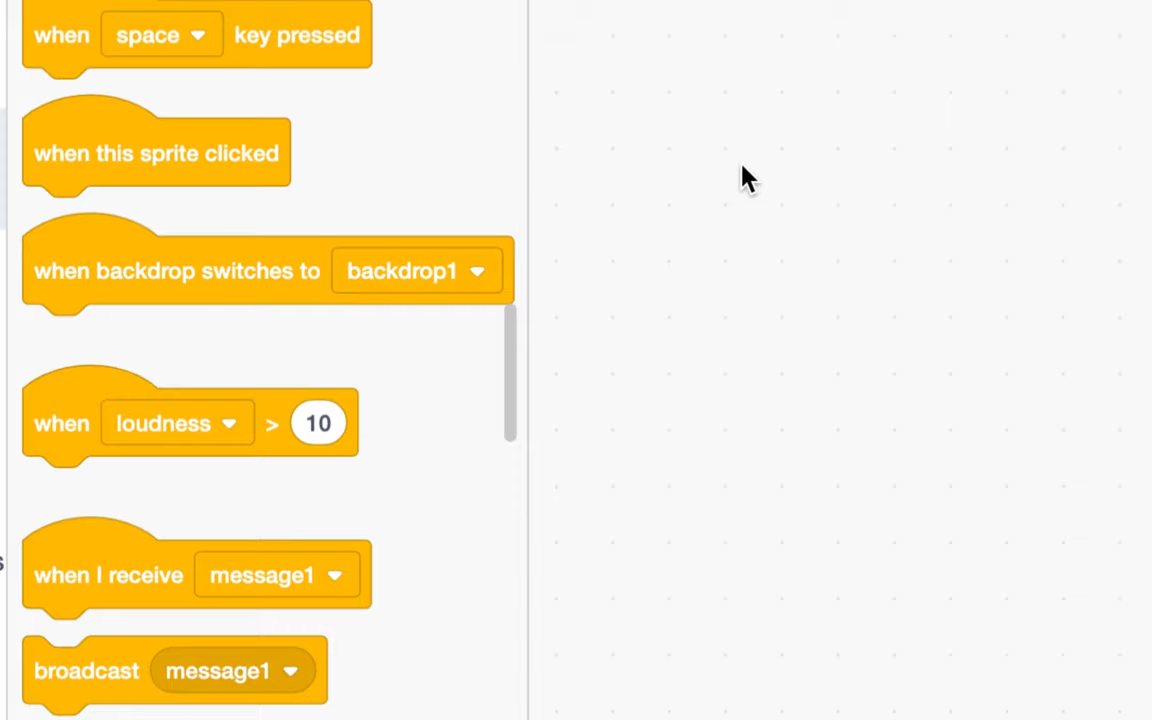 when space key pressed
when this sprite clicked
when backdrop switches to backdrop1
when loudness > 10
when I receive message1
broadcast message1